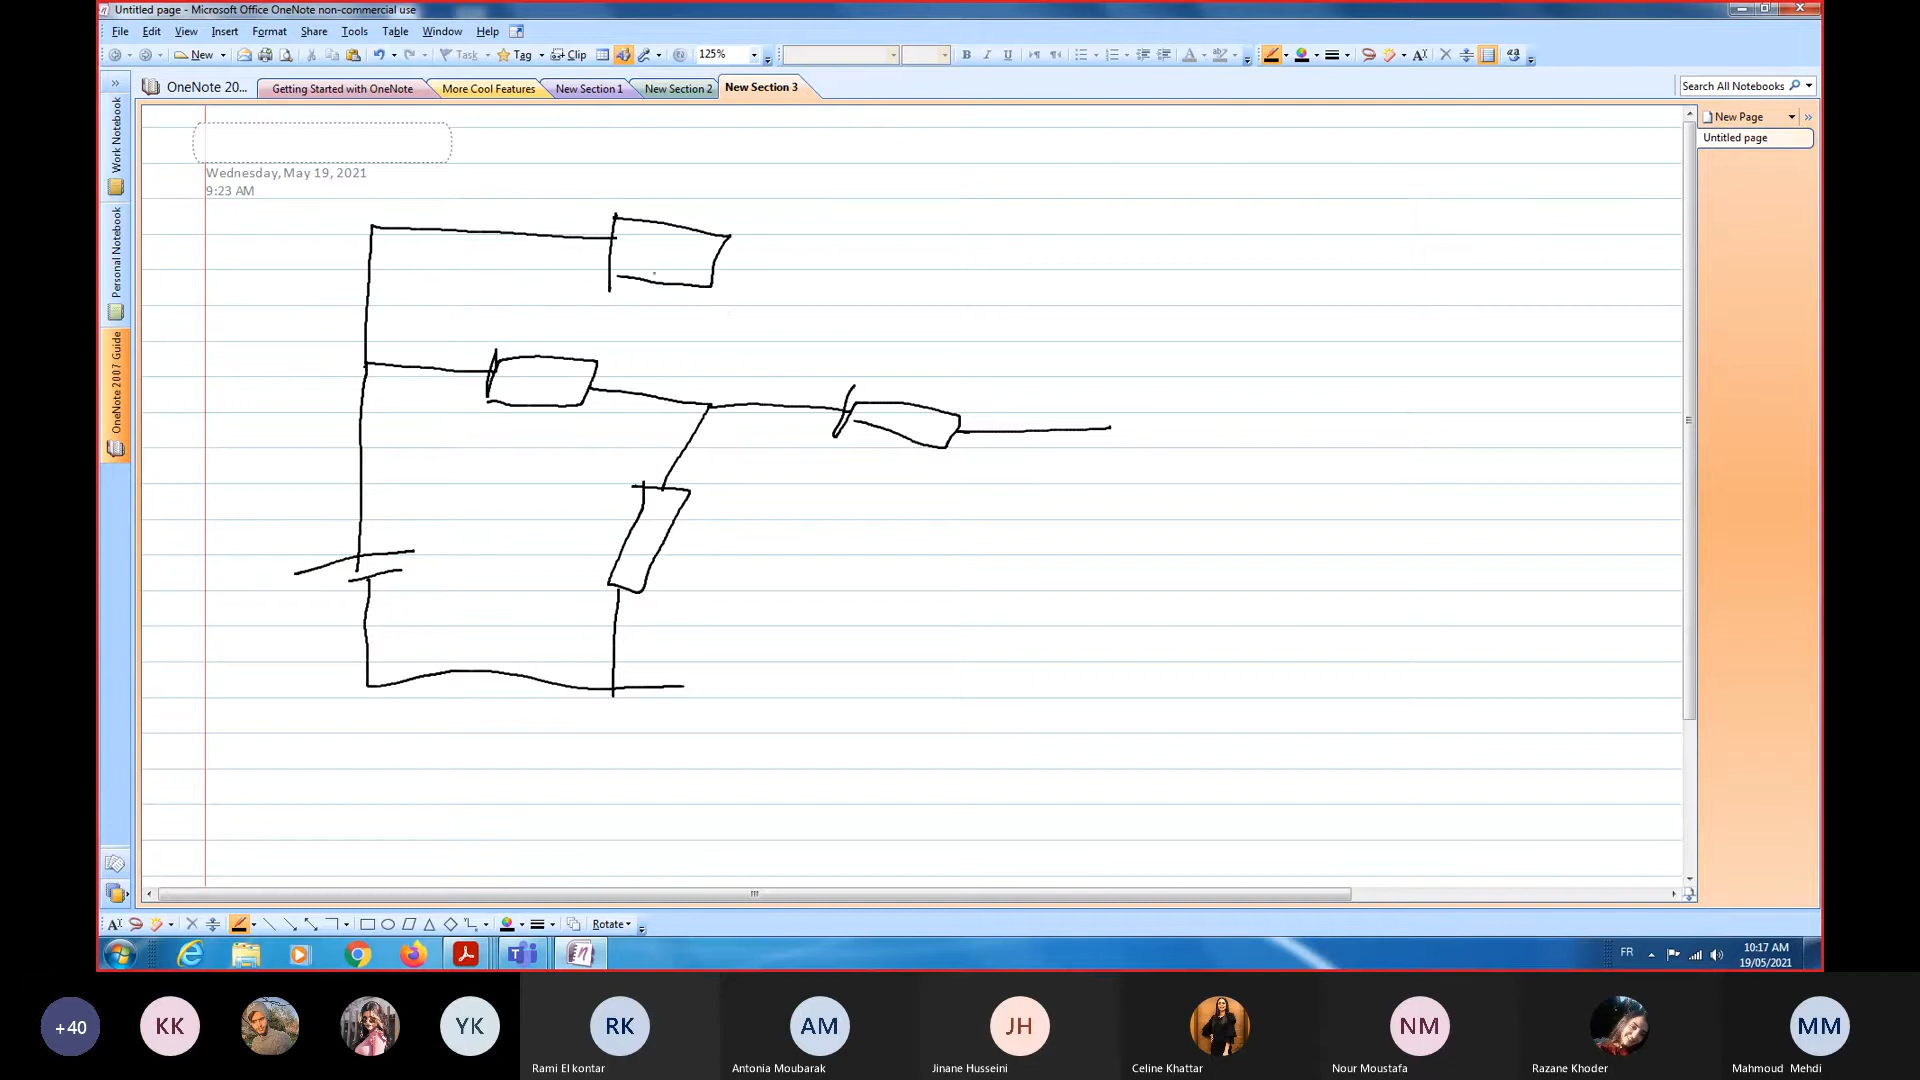 Untitled page - Microsoft Office OneNote non-commercial use
File Edit View Insert Format Share Tools Table Window Help
New Task Tag Clip 125% B I U
OneNote 20... Getting Started with OneNote More Cool Features New Section 1 New Section 2 New Section 3 Search All Notebooks
New Page
Untitled page
Work Notebook
Personal Notebook
OneNote 2007 Guide
Wednesday, May 19, 2021
9:23 AM
Rotate
FR 10:17 AM
19/05/2021
+40 KK YK RK AM JH NM MM
Rami El kontar Antonia Moubarak Jinane Husseini Celine Khattar Nour Moustafa Razane Khoder Mahmoud Mehdi